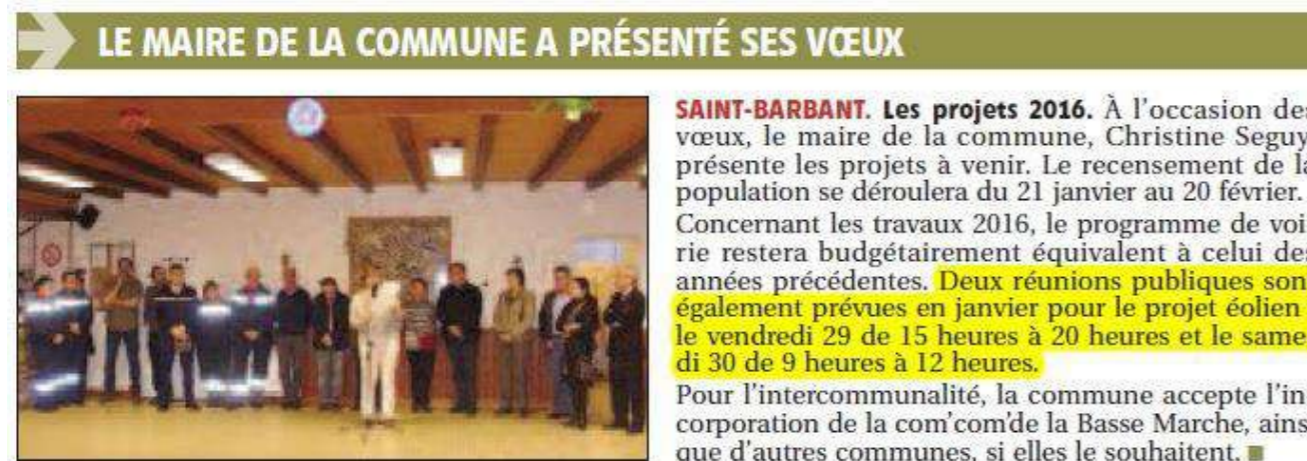 LE MAIRE DE LA COMMUNE A PRÉSENTÉ SES VŒUX
SAINT-BARBANT. Les projets 2016. À l'occasion des
vœux, le maire de la commune, Christine Seguy
présente les projets à venir. Le recensement de la
population se déroulera du 21 janvier au 20 février.
Concernant les travaux 2016, le programme de voi
rie restera budgétairement équivalent à celui des
années précédentes. Deux réunions publiques son
également prévues en janvier pour le projet éolien
le vendredi 29 de 15 heures à 20 heures et le same
di 30 de 9 heures à 12 heures.
Pour l'intercommunalité, la commune accepte l'in
corporation de la com'com'de la Basse Marche, ains
que d'autres communes, si elles le souhaitent.